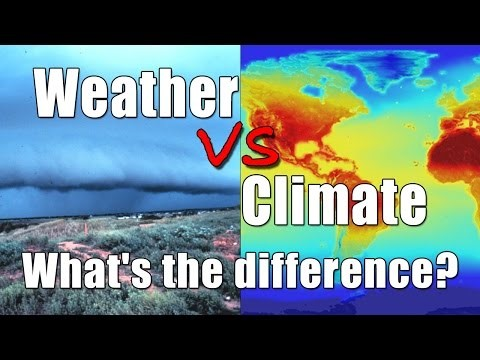 Weather
VS
Climate
What's the difference?